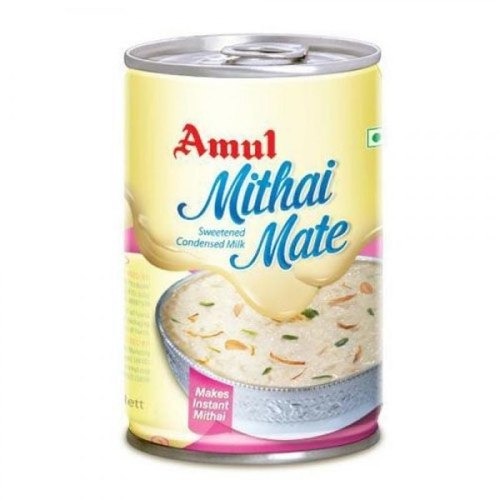 Amul
Mithai
Mate
Sweetened
Condensed Milk
Makes
Instant
Mithai